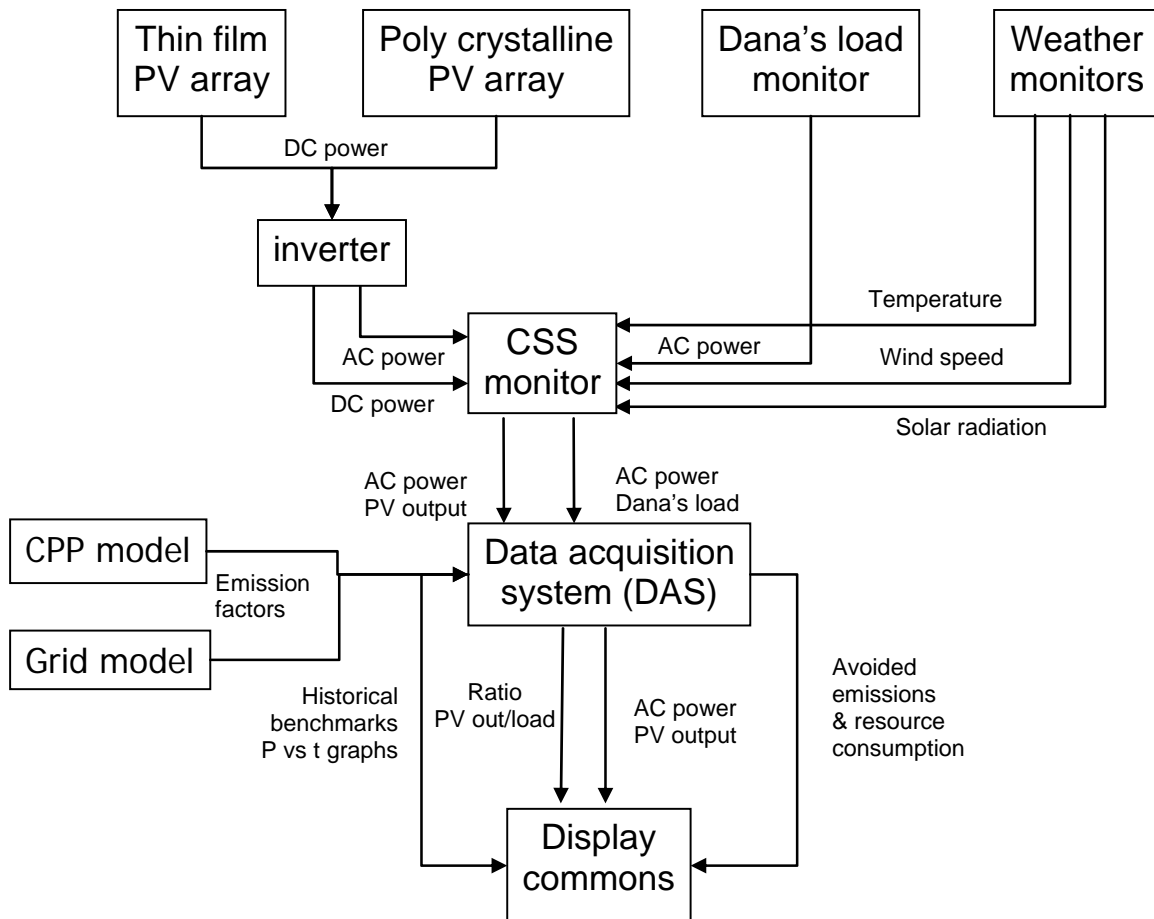 Thin film
PV array
Poly crystalline
PV array
Dana's load
monitor
Weather
monitors
DC power
inverter
Temperature
CSS
monitor
AC power
AC power
Wind speed
DC power
Solar radiation
AC power
PV output
AC power
Dana's load
CPP model
Data acquisition
system (DAS)
Emission
factors
Grid model
Historical
benchmarks
P vs t graphs
Ratio
PV out/load
AC power
PV output
Avoided
emissions
& resource
consumption
Display
commons